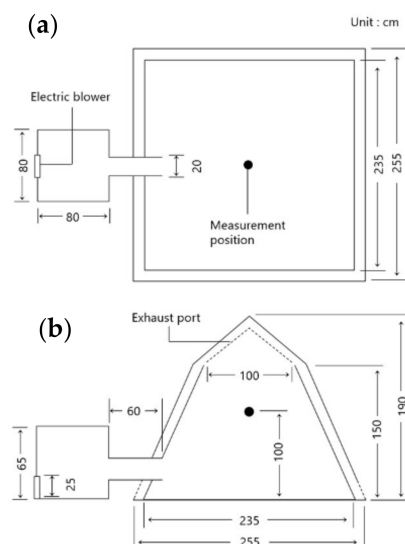 (a)
Unit : cm
Electric blower
80
80
20
235
255
Measurement
position
(b)
Exhaust port
100
60
65
25
100
150
190
235
255